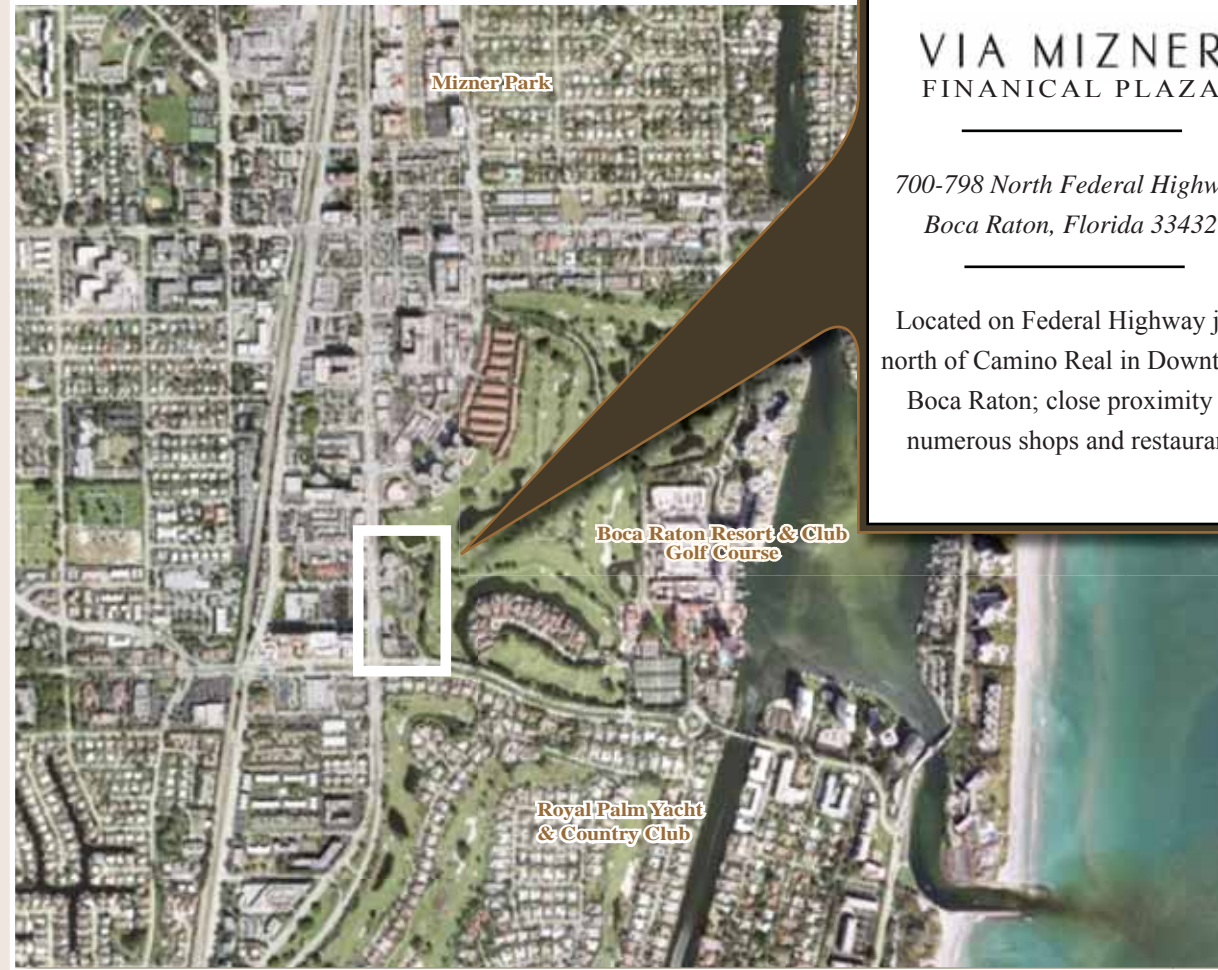 Mizner Park
VIA MIZNER
FINANICAL PLAZA
700-798 North Federal Highw
Boca Raton, Florida 33432
Located on Federal Highway j
north of Camino Real in Downt
Boca Raton; close proximity
numerous shops and restauran
Boca Raton Resort & Club
Golf Course
Royal Palm Yacht
& Country Club